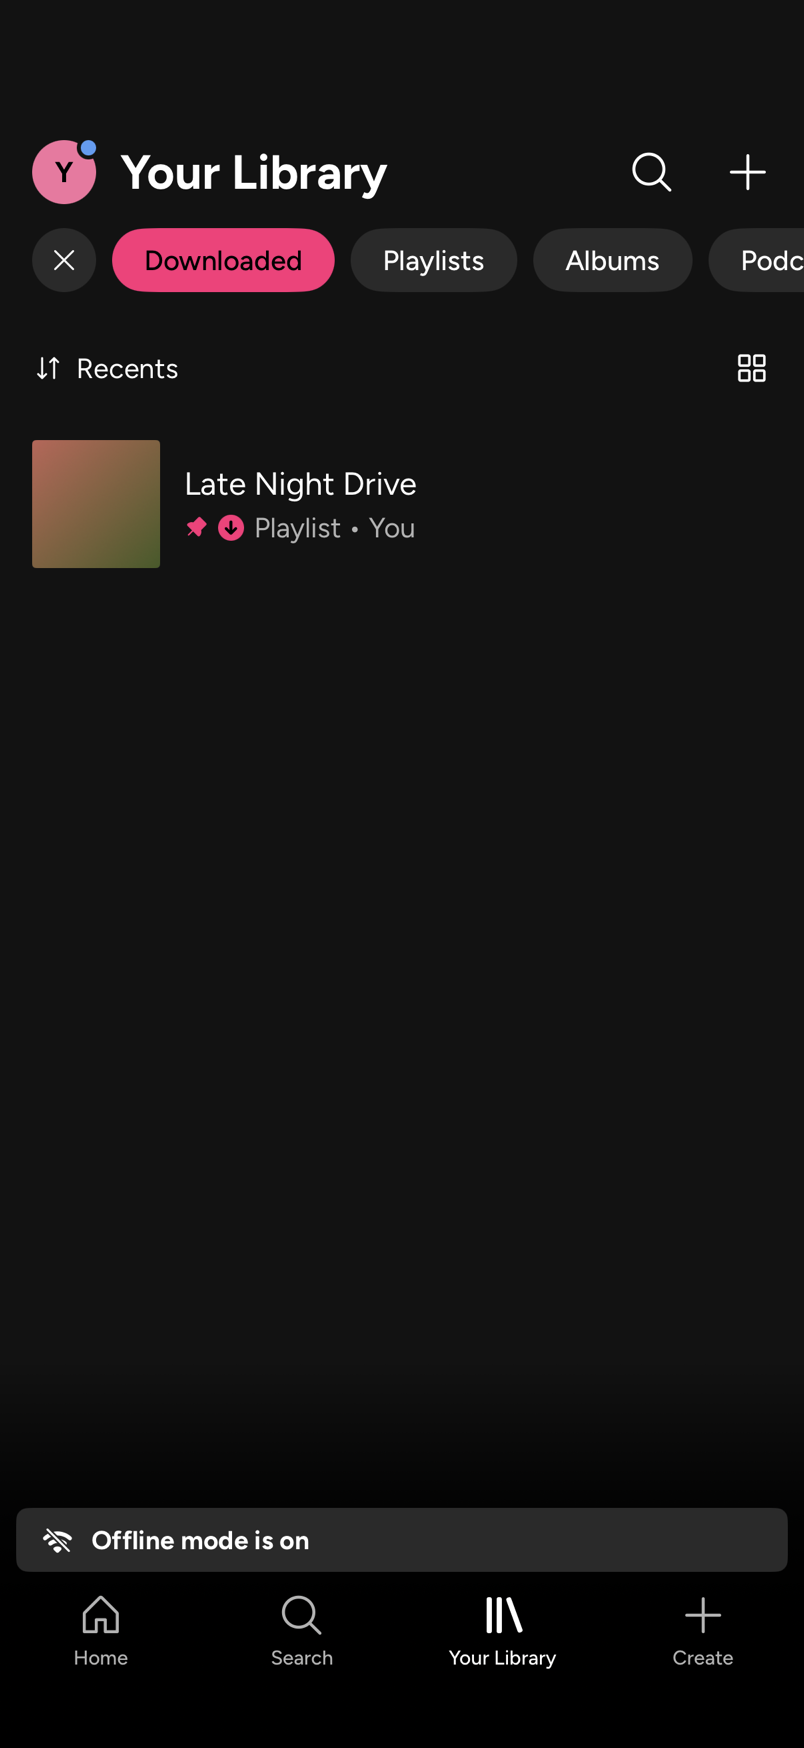 Y
Your Library
Downloaded
Playlists
Albums
Podc
Recents
Late Night Drive
Playlist • You
Offline mode is on
Home
Search
Your Library
Create